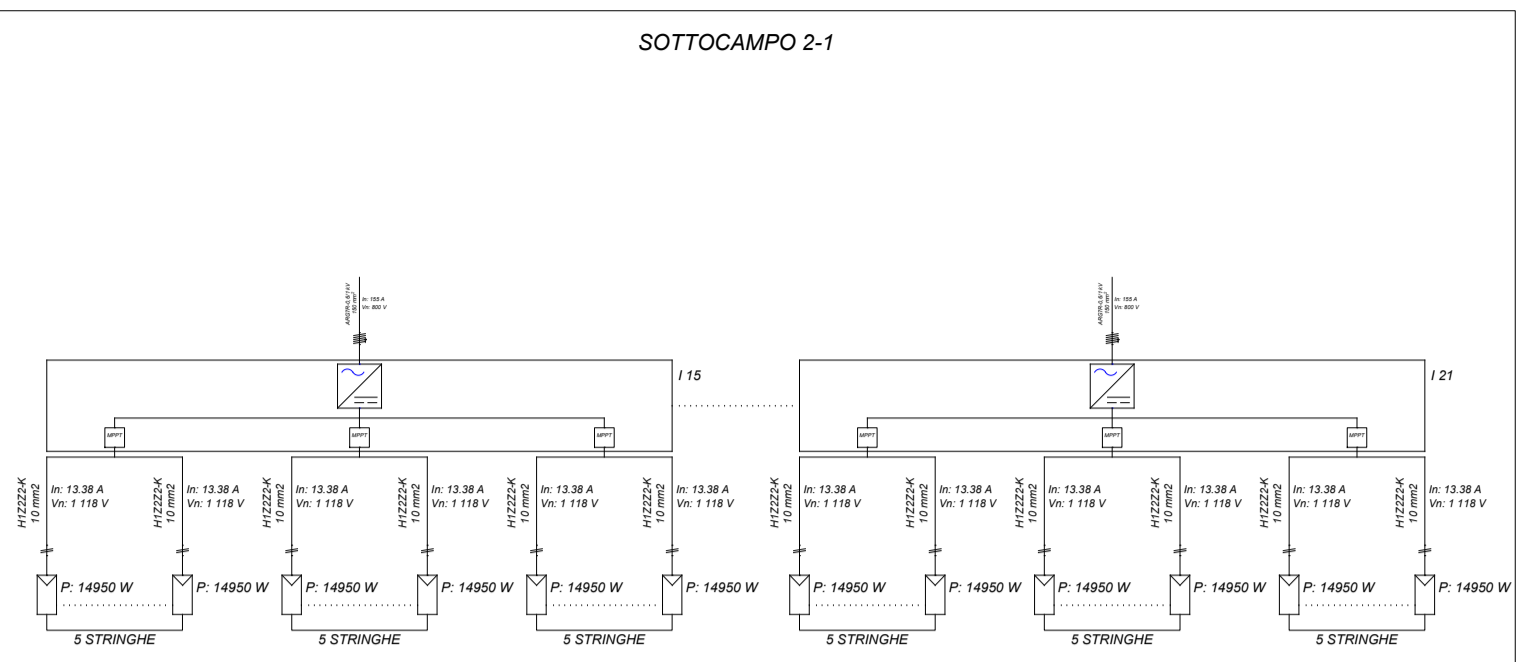 SOTTOCAMPO 2-1
ARG7R-0,6/1 kV
150 mm²
In: 155 A
Vn: 800 V
ARG7R-0,6/1 kV
150 mm²
In: 155 A
Vn: 800 V
I 15
I 21
MPPT
MPPT
MPPT
MPPT
MPPT
MPPT
H1Z2Z2-K
10 mm2
In: 13.38 A
Vn: 1 118 V
H1Z2Z2-K
10 mm2
In: 13.38 A
Vn: 1 118 V
H1Z2Z2-K
10 mm2
In: 13.38 A
Vn: 1 118 V
H1Z2Z2-K
10 mm2
In: 13.38 A
Vn: 1 118 V
H1Z2Z2-K
10 mm2
In: 13.38 A
Vn: 1 118 V
H1Z2Z2-K
10 mm2
In: 13.38 A
Vn: 1 118 V
H1Z2Z2-K
10 mm2
In: 13.38 A
Vn: 1 118 V
H1Z2Z2-K
10 mm2
In: 13.38 A
Vn: 1 118 V
H1Z2Z2-K
10 mm2
In: 13.38 A
Vn: 1 118 V
H1Z2Z2-K
10 mm2
In: 13.38 A
Vn: 1 118 V
H1Z2Z2-K
10 mm2
In: 13.38 A
Vn: 1 118 V
H1Z2Z2-K
10 mm2
In: 13.38 A
Vn: 1 118 V
P: 14950 W
P: 14950 W
P: 14950 W
P: 14950 W
P: 14950 W
P: 14950 W
P: 14950 W
P: 14950 W
P: 14950 W
P: 14950 W
P: 14950 W
P: 14950 W
5 STRINGHE
5 STRINGHE
5 STRINGHE
5 STRINGHE
5 STRINGHE
5 STRINGHE